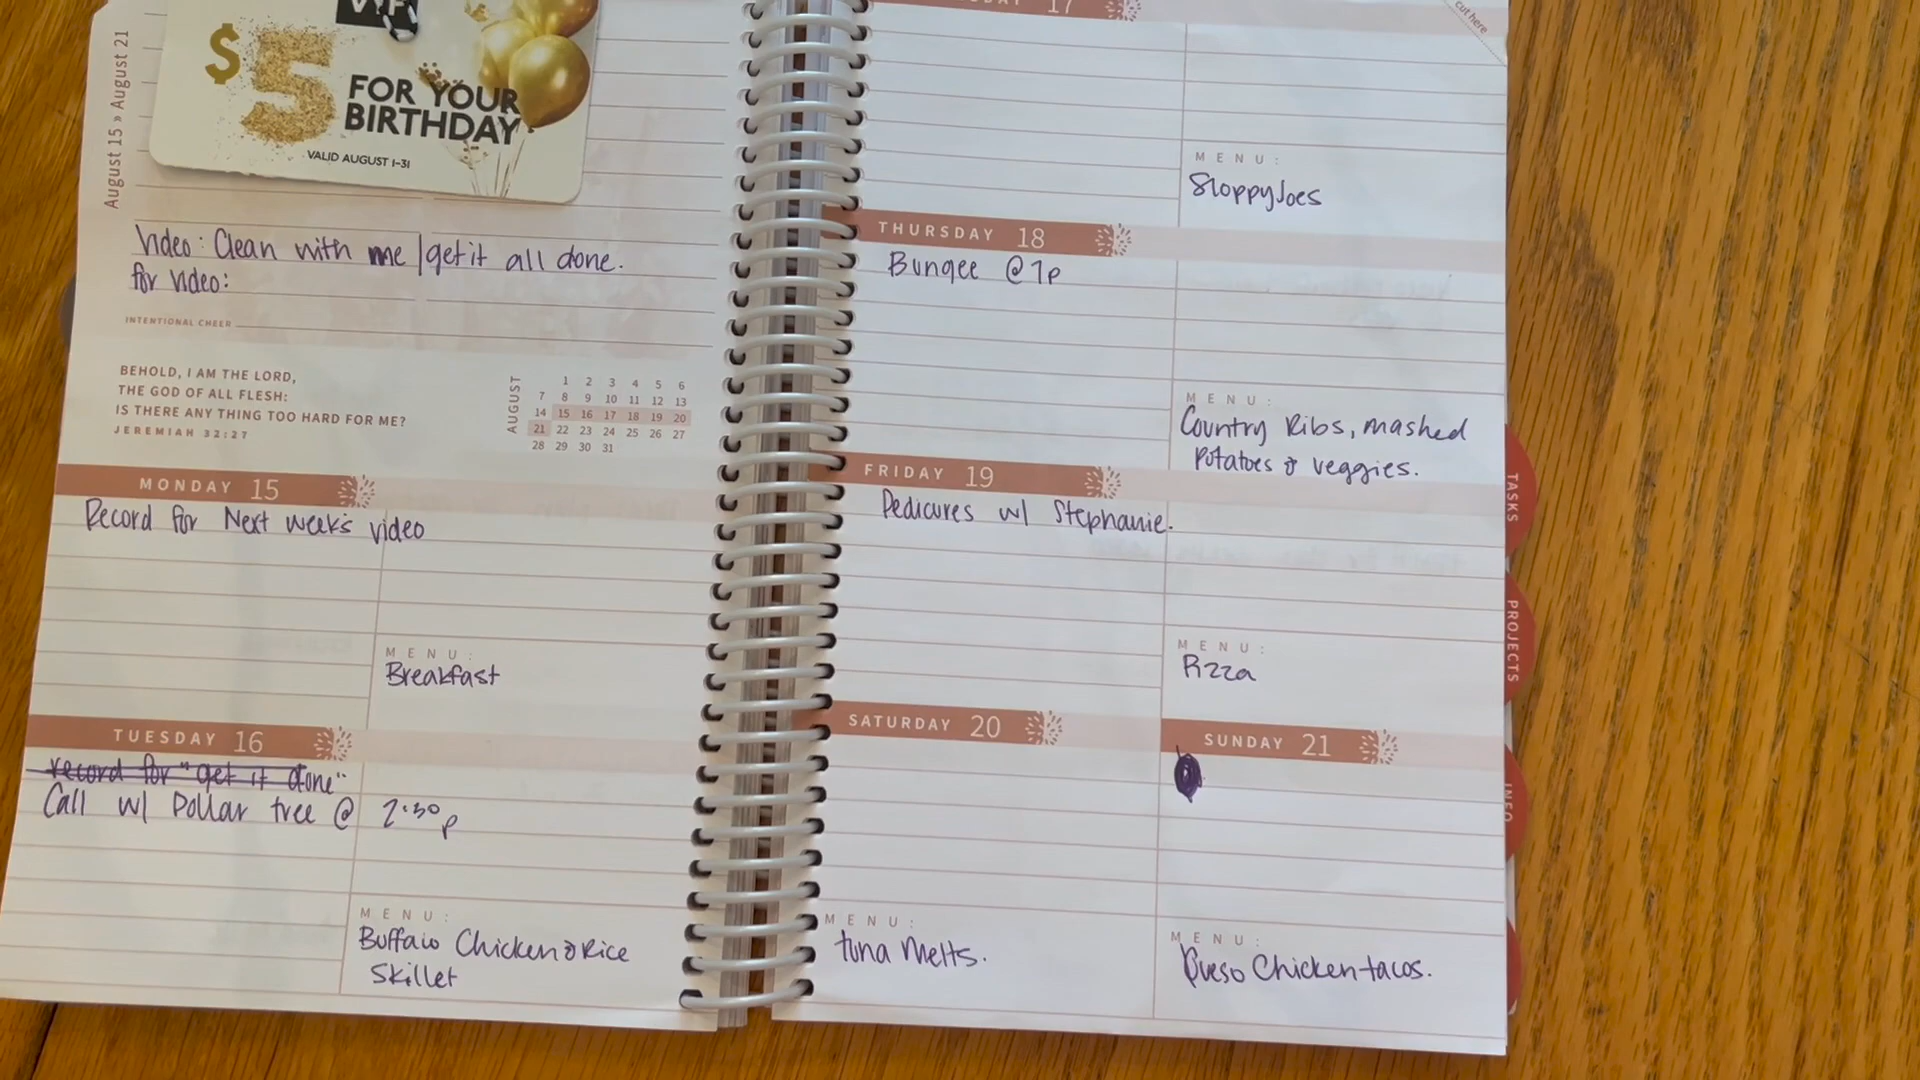 $5
FOR YOUR
BIRTHDAY
VALID AUGUST 1-31
August 15 » August 21
Video: Clean with me | get it all done.
for video:
INTENTIONAL CHEER
BEHOLD, I AM THE LORD,
THE GOD OF ALL FLESH:
IS THERE ANY THING TOO HARD FOR ME?
JEREMIAH 32:27
AUGUST
1 2 3 4 5 6
7 8 9 10 11 12 13
14 15 16 17 18 19 20
21 22 23 24 25 26 27
28 29 30 31
MONDAY 15
Record for Next week's video
MENU:
Breakfast
TUESDAY 16
record for "get it done"
Call w/ Dollar tree @ 2:30p
MENU:
Buffalo Chicken & Rice
Skillet
17
cut here
MENU:
Sloppy Joes
THURSDAY 18
Bungee @ 7p
MENU:
Country Ribs, mashed
Potatoes & veggies.
FRIDAY 19
Pedicures w/ Stephanie.
MENU:
Pizza
SATURDAY 20
MENU:
tuna melts.
SUNDAY 21
MENU:
Queso Chicken tacos.
TASKS
PROJECTS
INFO